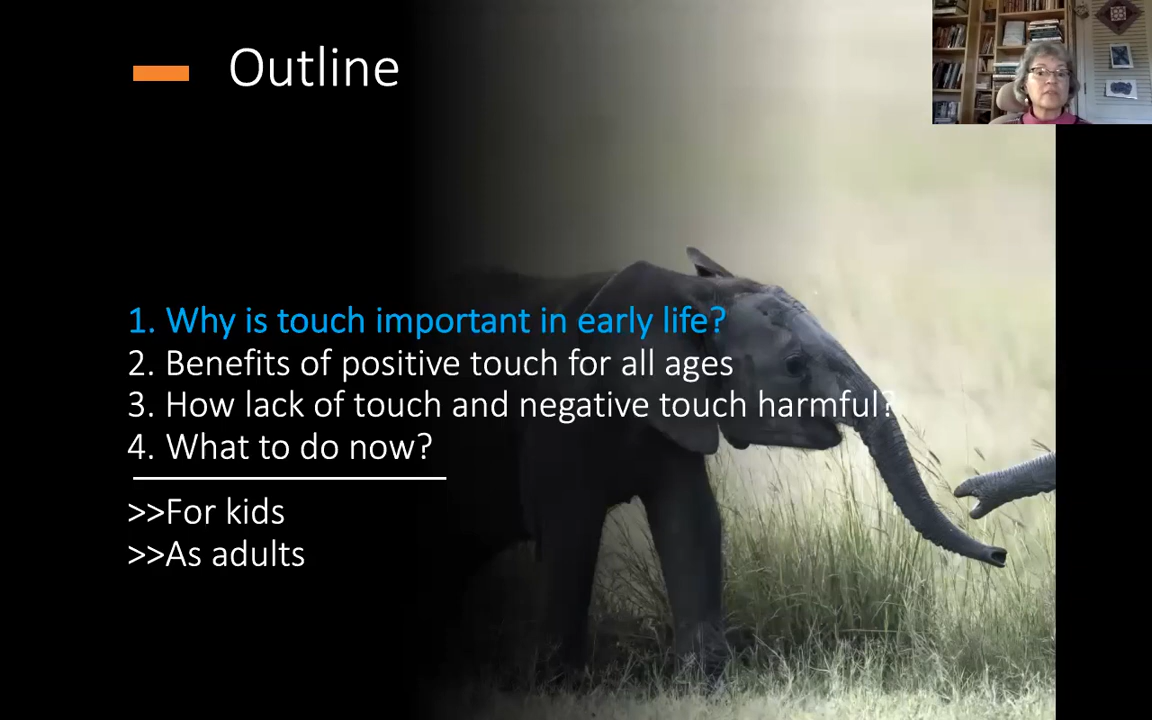 Outline
1. Why is touch important in early life?
2. Benefits of positive touch for all ages
3. How lack of touch and negative touch harmful?
4. What to do now?
>>For kids
>>As adults